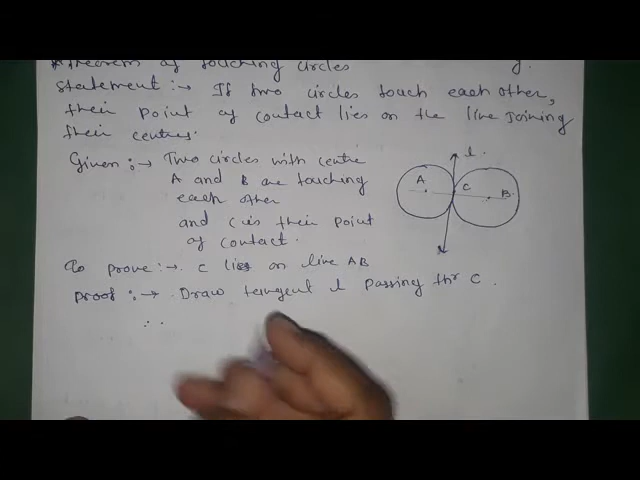 * Theorem of touching circles
Statement :→ If two circles touch each other,
their point of contact lies on the line joining
their centres.
Given :→ Two circles with centre
A and B are touching
each other
and C is their point
of contact.
To prove :→ C lies on line AB
Proof :→ Draw tangent l passing thr C.
∴
l
A
C
B